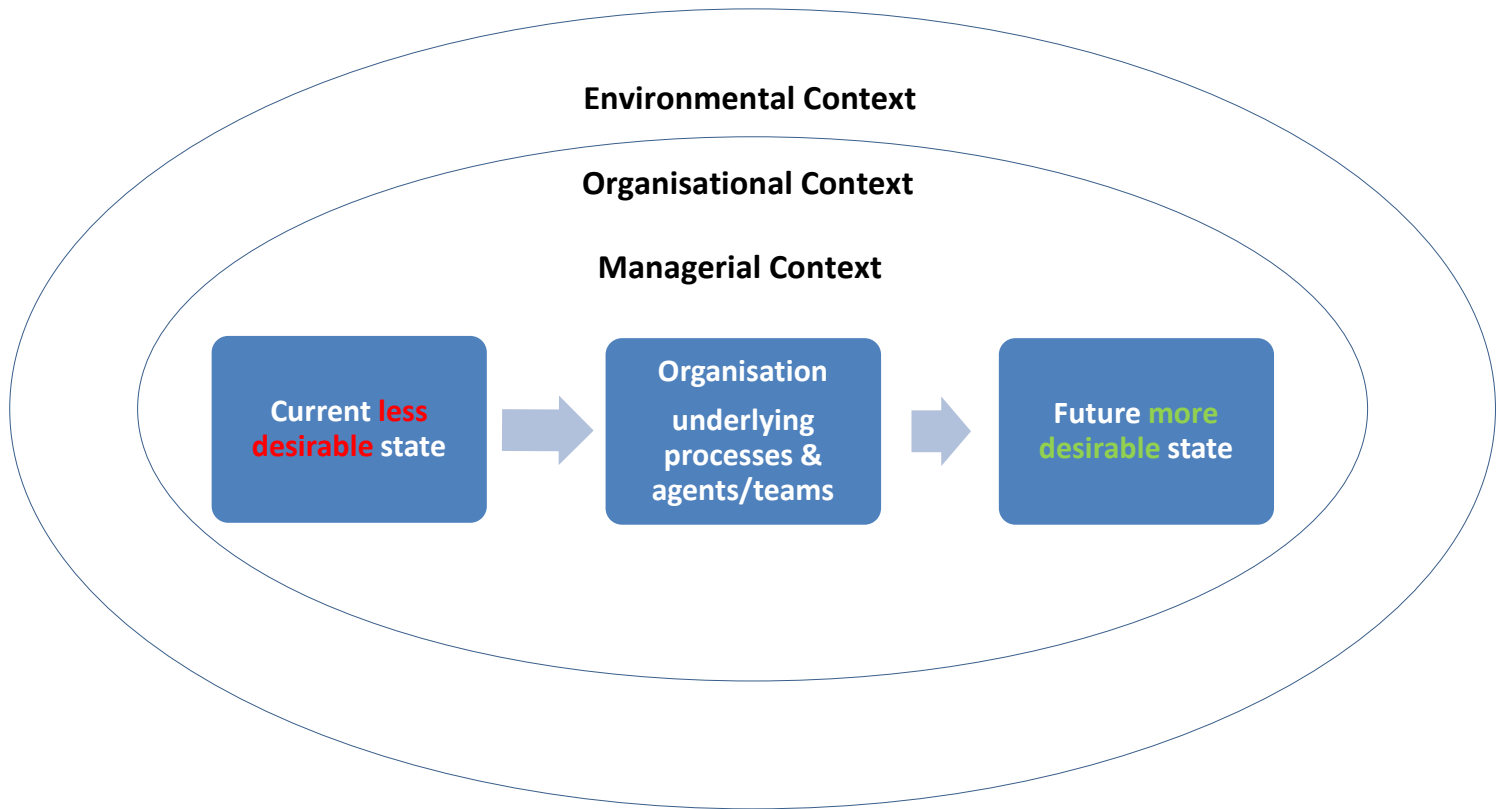 Environmental Context
Organisational Context
Managerial Context
Current less
desirable state
Organisation
underlying
processes &
agents/teams
Future more
desirable state